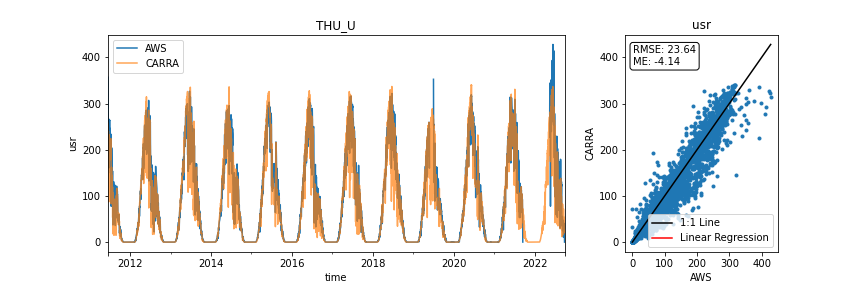 THU_U
usr
400
300
200
100
0
usr
AWS
CARRA
2012
2014
2016
2018
2020
2022
time
usr
RMSE: 23.64
ME: -4.14
400
300
200
100
0
CARRA
1:1 Line
Linear Regression
0
100
200
300
400
AWS